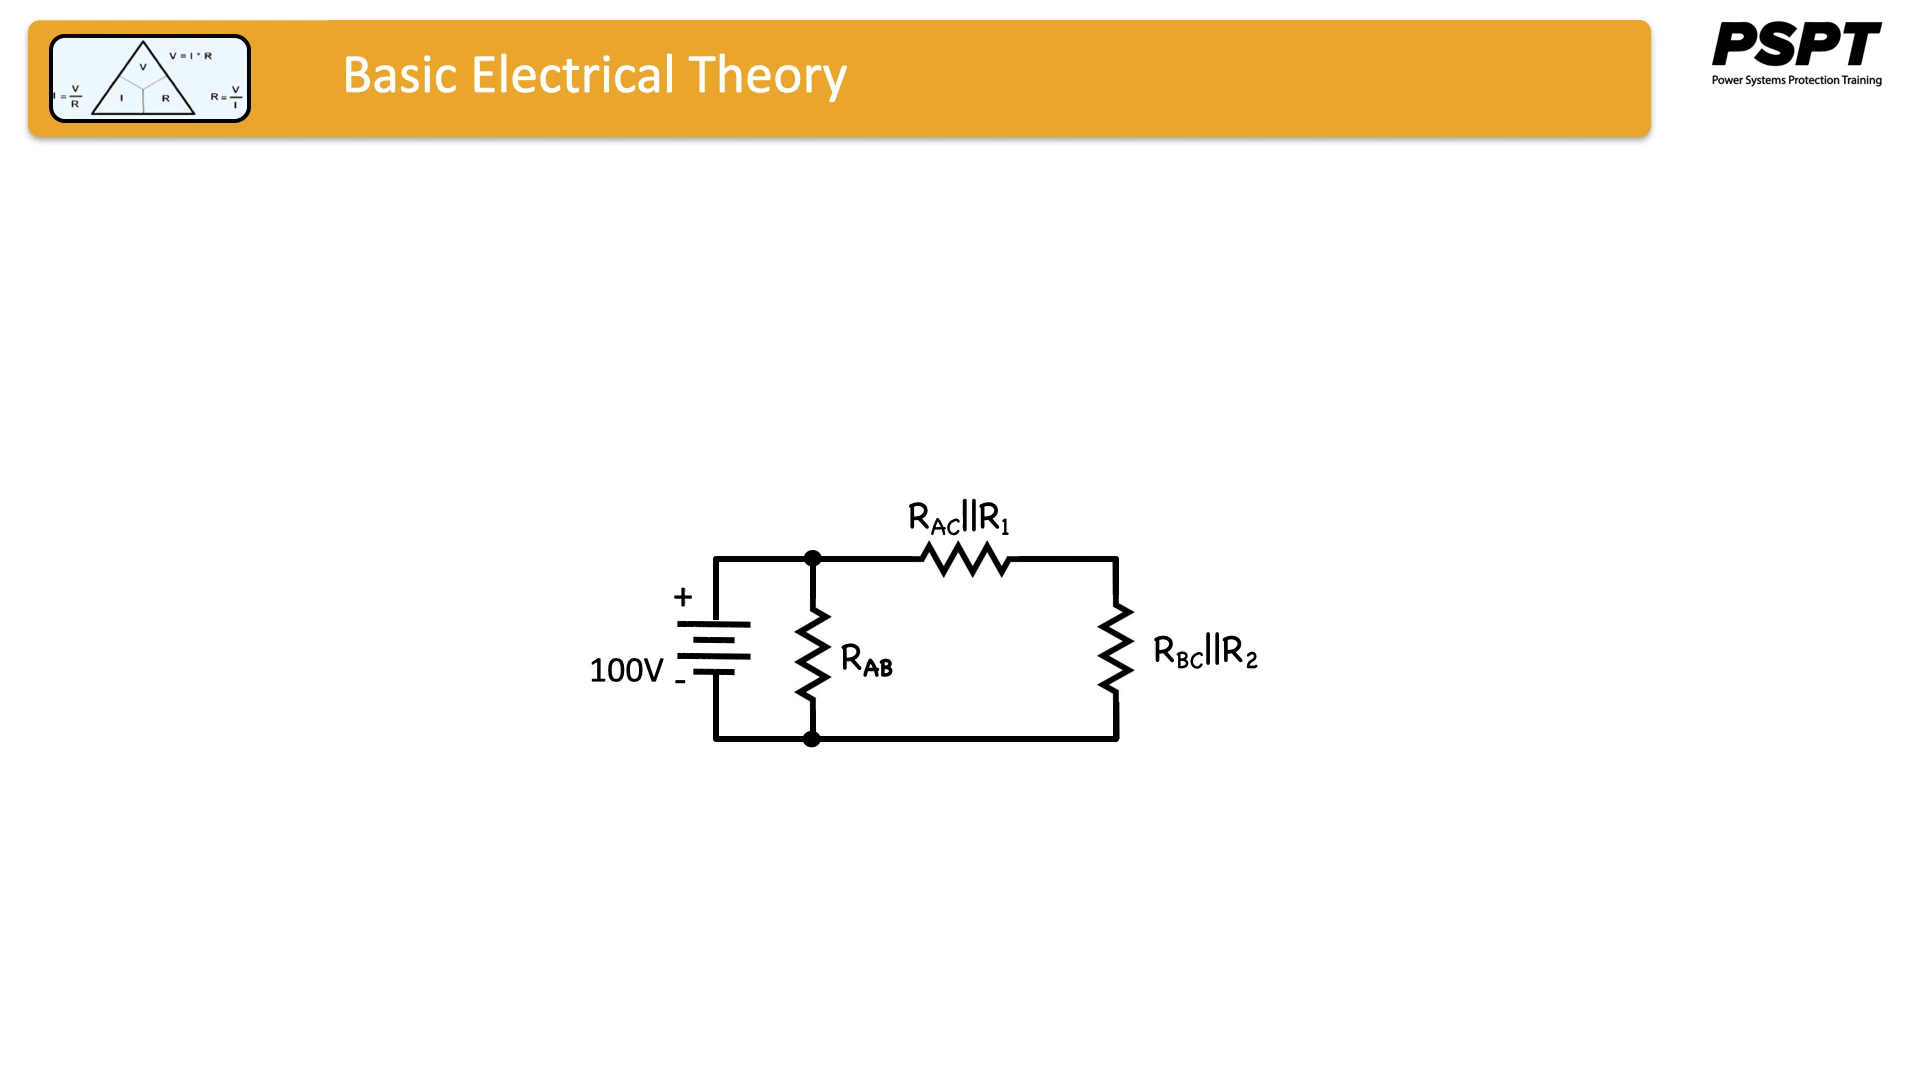 V = I * R
V
I = V/R
I
R
R = V/I
Basic Electrical Theory
PSPT
Power Systems Protection Training
R_AC||R_1
+
100V
-
R_AB
R_BC||R_2